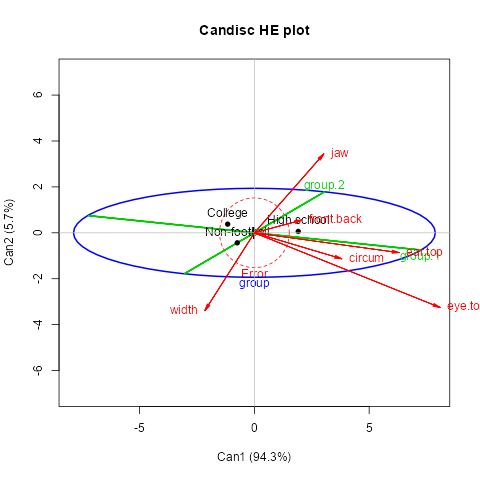 Candisc HE plot
6
4
2
0
-2
-4
-6
Can2 (5.7%)
jaw
group.2
College
High school
front.back
Non-football
ear.top
group.1
circum
Error
group
width
eye.to
-5
0
5
Can1 (94.3%)